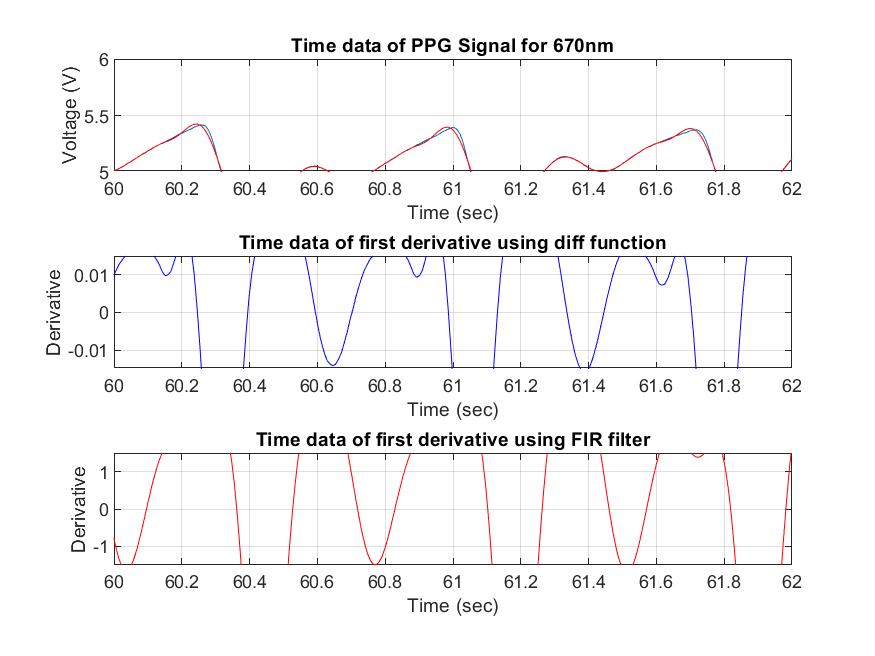 Time data of PPG Signal for 670nm
6
5.5
5
Voltage (V)
60 60.2 60.4 60.6 60.8 61 61.2 61.4 61.6 61.8 62
Time (sec)
Time data of first derivative using diff function
0.01
0
-0.01
Derivative
60 60.2 60.4 60.6 60.8 61 61.2 61.4 61.6 61.8 62
Time (sec)
Time data of first derivative using FIR filter
1
0
-1
Derivative
60 60.2 60.4 60.6 60.8 61 61.2 61.4 61.6 61.8 62
Time (sec)